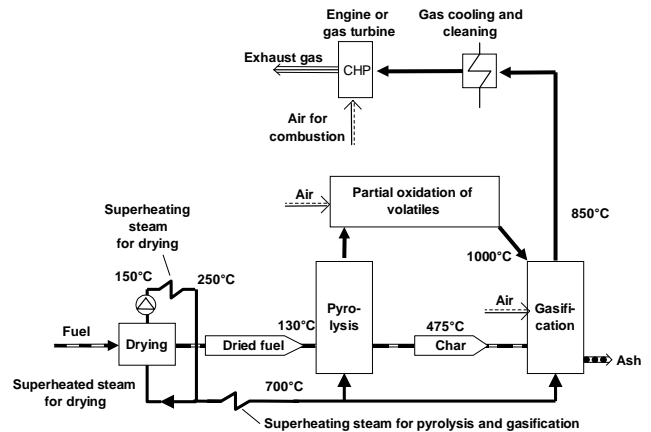 Engine or
gas turbine
Gas cooling and
cleaning
Exhaust gas
CHP
Air for
combustion
Air
Partial oxidation of
volatiles
850°C
Superheating
steam
for drying
1000°C
150°C
250°C
Air
Pyro-
lysis
Gasifi-
cation
Fuel
Drying
Dried fuel
130°C
475°C
Char
Ash
Superheated steam
for drying
700°C
Superheating steam for pyrolysis and gasification